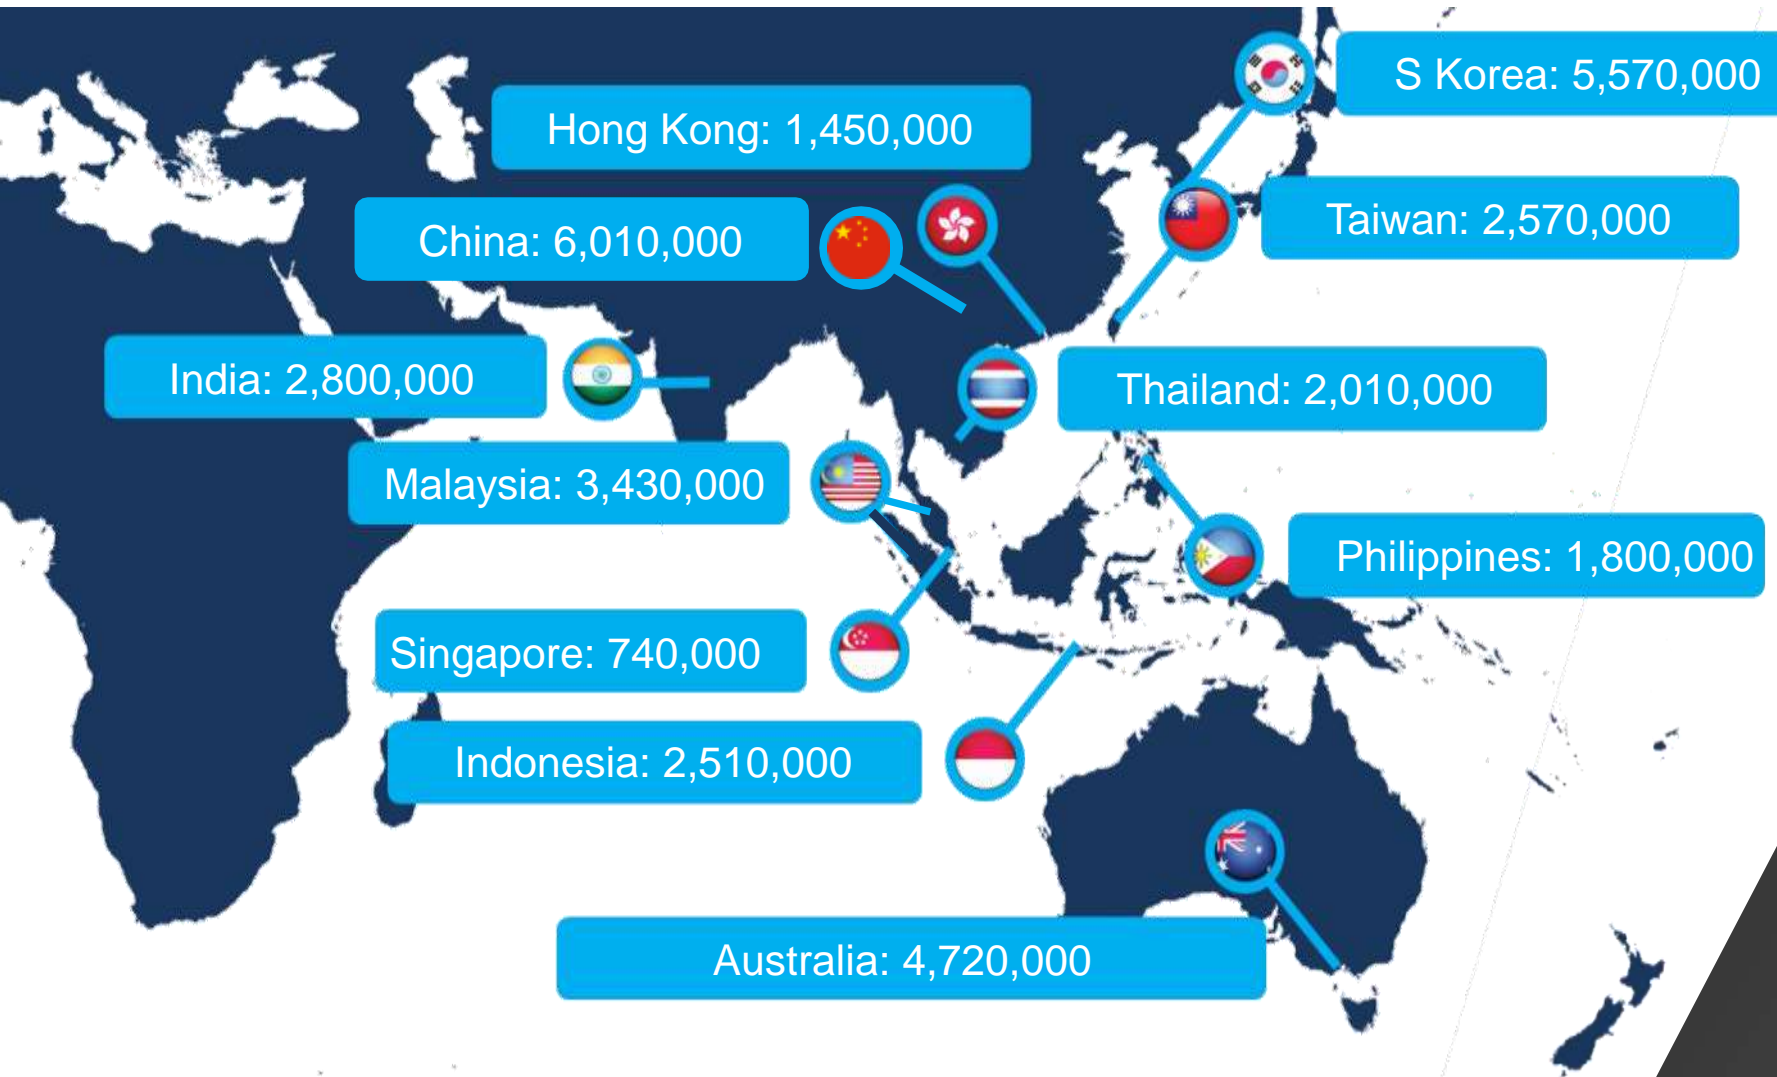 S Korea: 5,570,000
Hong Kong: 1,450,000
Taiwan: 2,570,000
China: 6,010,000
India: 2,800,000
Thailand: 2,010,000
Malaysia: 3,430,000
Philippines: 1,800,000
Singapore: 740,000
Indonesia: 2,510,000
Australia: 4,720,000